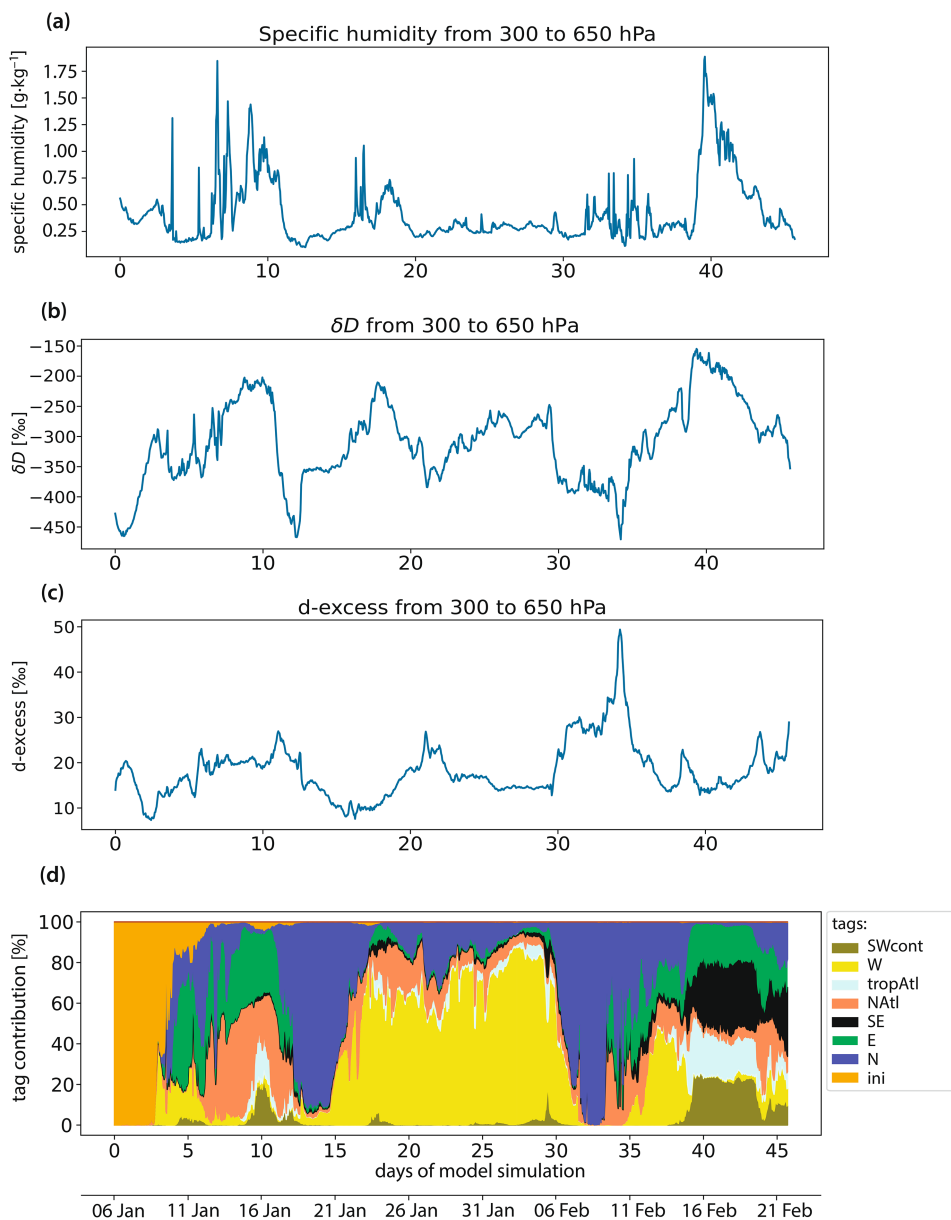 (a)
Specific humidity from 300 to 650 hPa
specific humidity [g·kg⁻¹]
1.75
1.50
1.25
1.00
0.75
0.50
0.25
0 10 20 30 40
(b)
δD from 300 to 650 hPa
δD [‰]
−150
−200
−250
−300
−350
−400
−450
0 10 20 30 40
(c)
d-excess from 300 to 650 hPa
d-excess [‰]
50
40
30
20
10
0 10 20 30 40
(d)
tag contribution [%]
100
80
60
40
20
0
0 5 10 15 20 25 30 35 40 45
days of model simulation
06 Jan 11 Jan 16 Jan 21 Jan 26 Jan 31 Jan 06 Feb 11 Feb 16 Feb 21 Feb
tags:
SWcont
W
tropAtl
NAtl
SE
E
N
ini